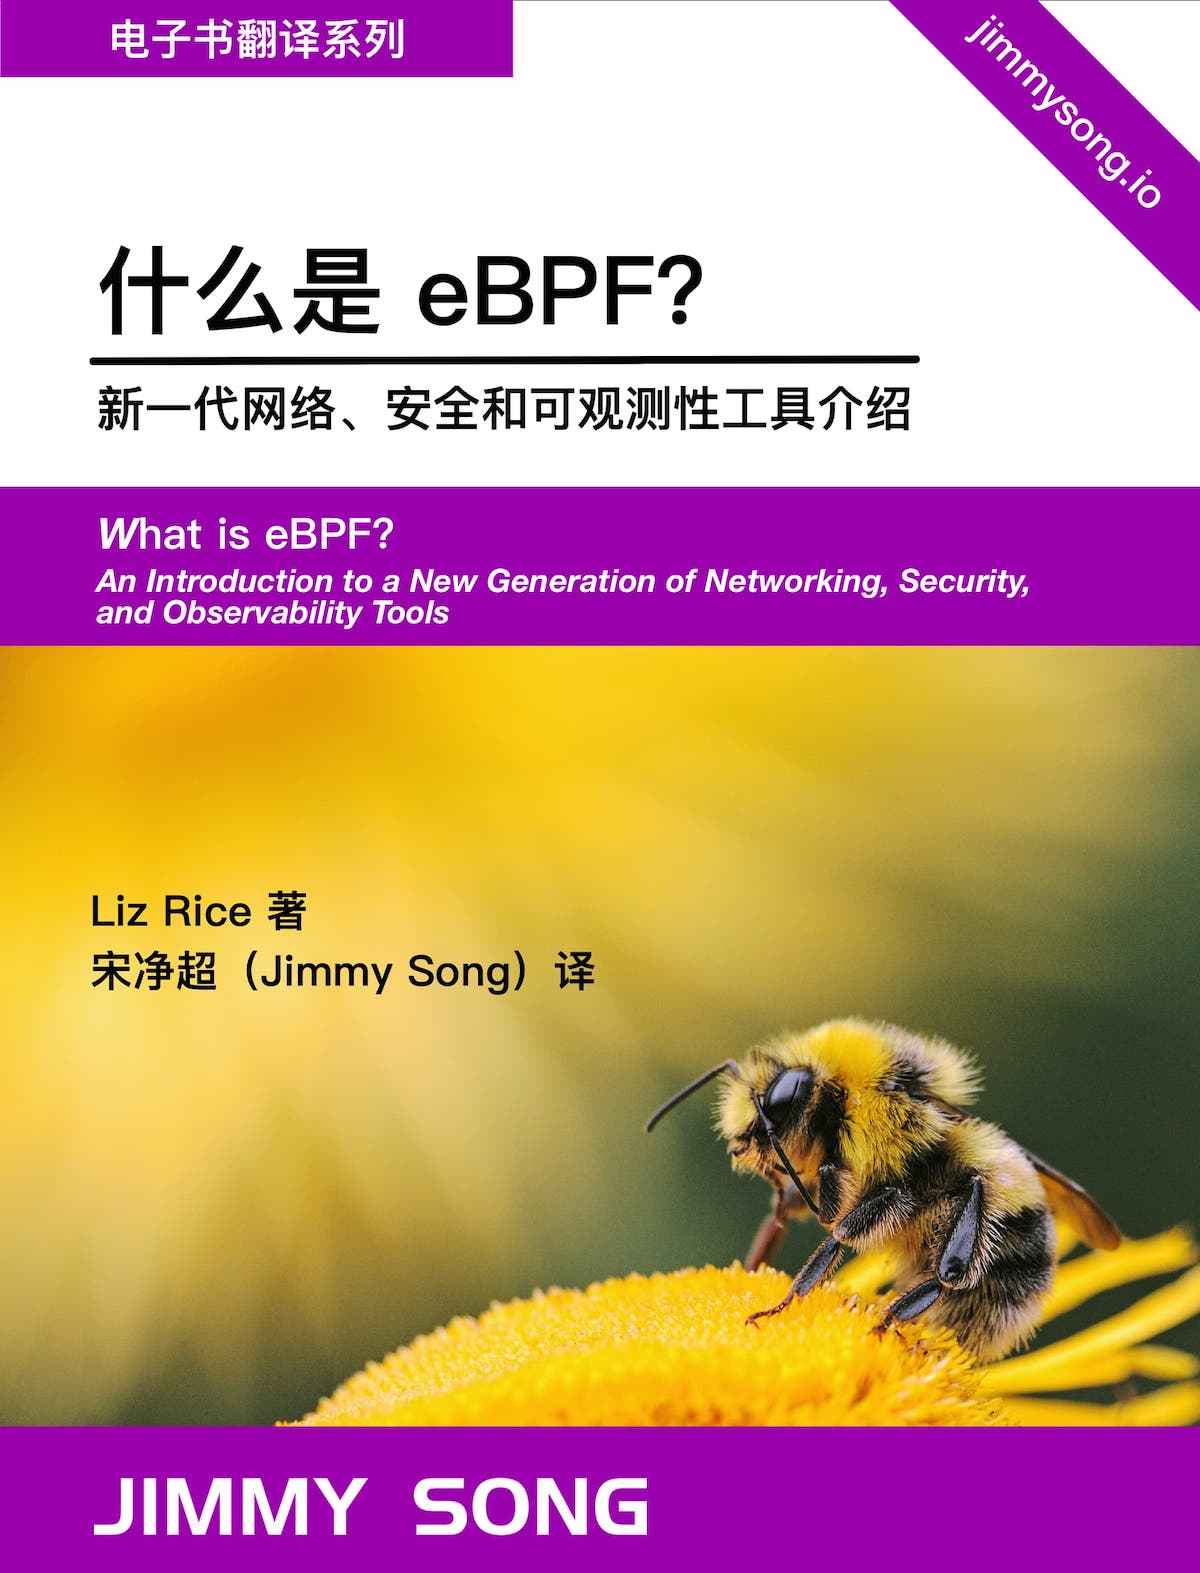 电子书翻译系列
jimmysong.io
什么是 eBPF?
新一代网络、安全和可观测性工具介绍
What is eBPF?
An Introduction to a New Generation of Networking, Security,
and Observability Tools
Liz Rice 著
宋净超（Jimmy Song）译
JIMMY SONG